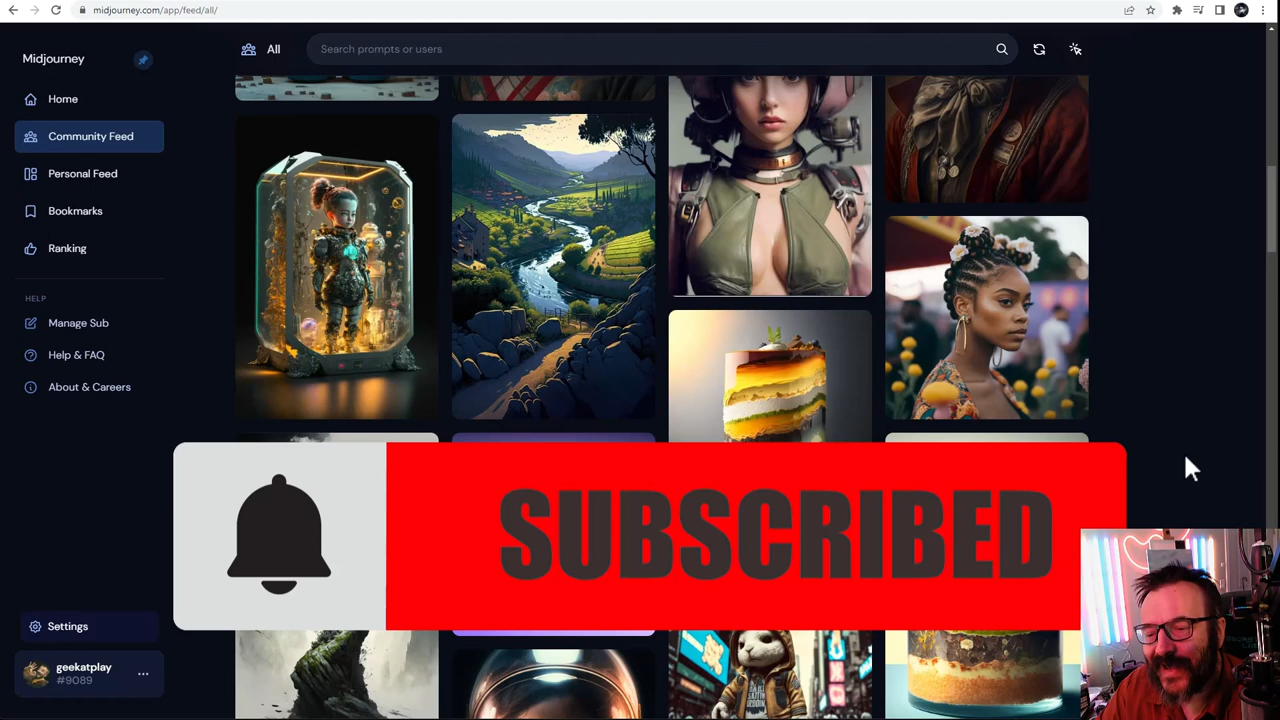 midjourney.com/app/feed/all/
Midjourney
All
Search prompts or users
Home
Community Feed
Personal Feed
Bookmarks
Ranking
HELP
Manage Sub
Help & FAQ
About & Careers
SUBSCRIBED
Settings
geekatplay
#9089